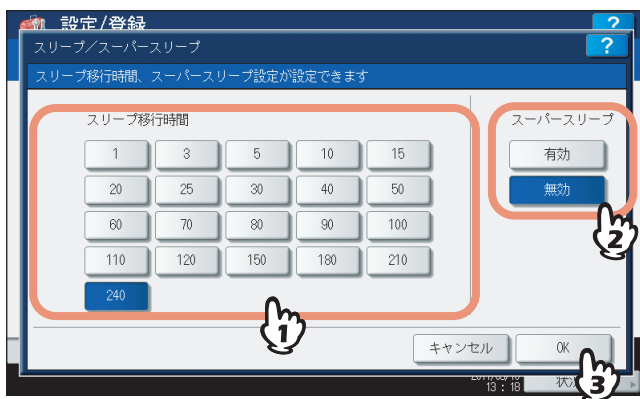 設定/登録
?
スリープ/スーパースリープ
?
スリープ移行時間、スーパースリープ設定が設定できます
スリープ移行時間
スーパースリープ
1 3 5 10 15
有効
20 25 30 40 50
無効
60 70 80 90 100
2
110 120 150 180 210
240
1
キャンセル OK
13:18
3